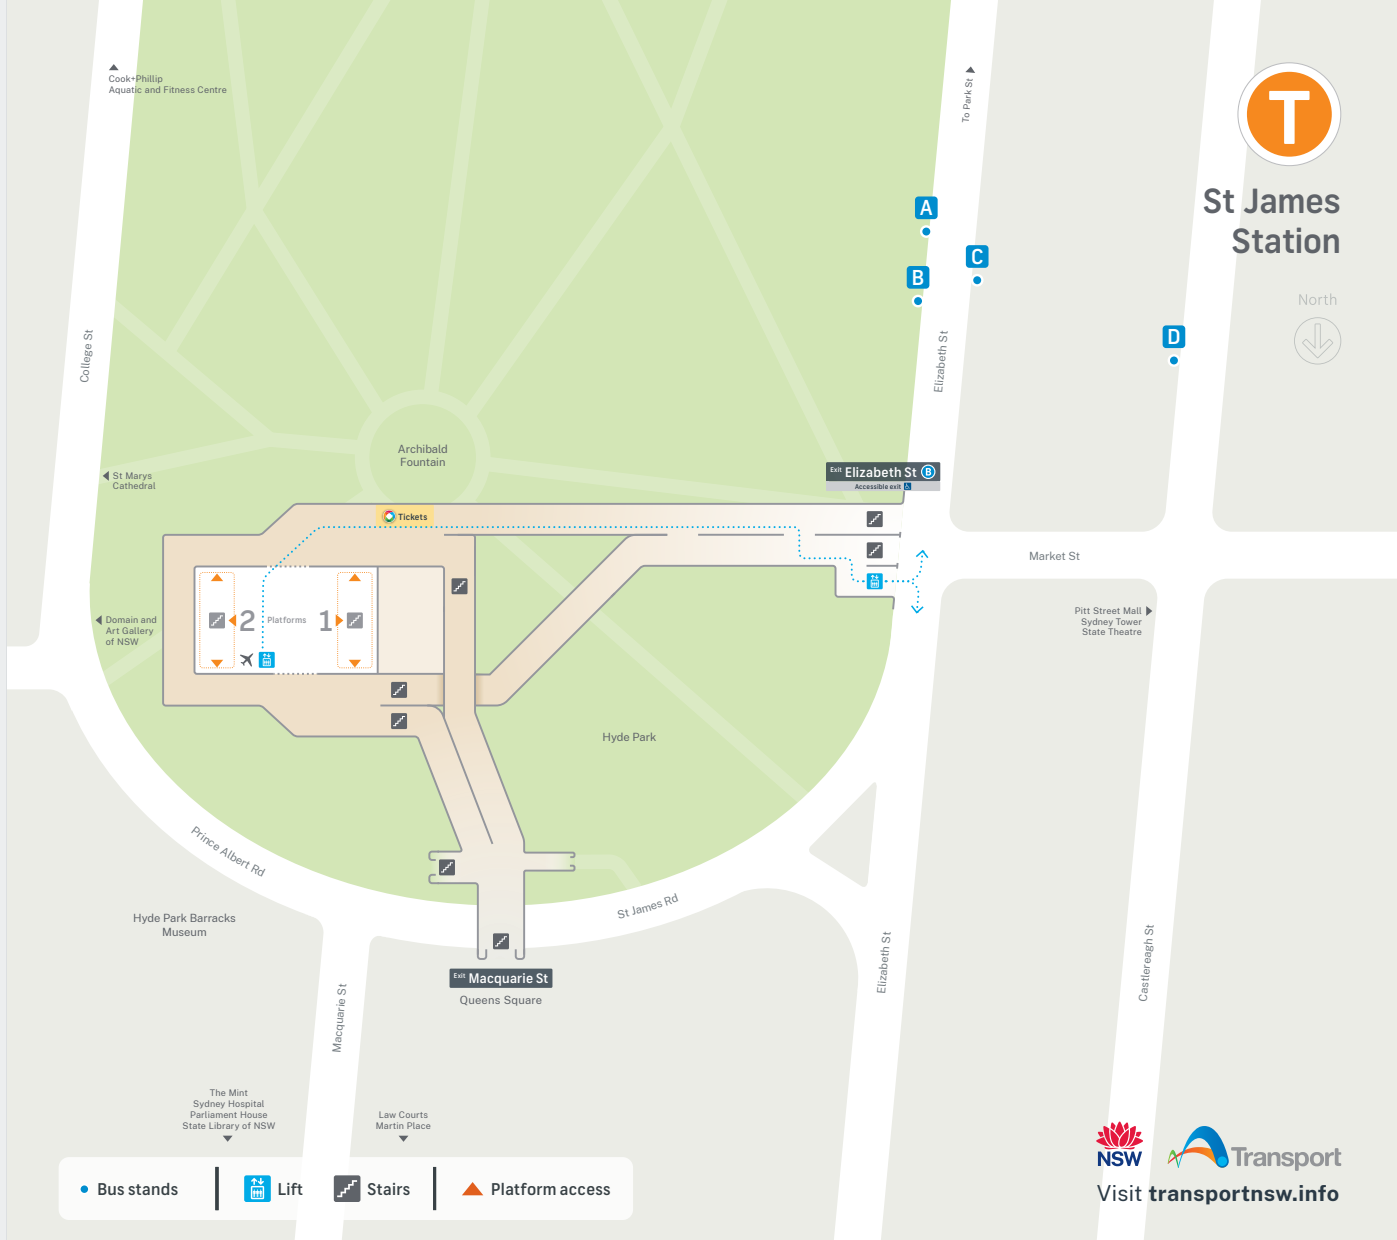 Cook+Phillip
Aquatic and Fitness Centre
To Park St
T
St James
Station
North
A
B
C
D
College St
Elizabeth St
Archibald
Fountain
St Marys
Cathedral
Exit Elizabeth St B
Accessible exit
Tickets
Market St
Domain and
Art Gallery
of NSW
2 Platforms 1
Pitt Street Mall
Sydney Tower
State Theatre
Hyde Park
Prince Albert Rd
St James Rd
Hyde Park Barracks
Museum
Elizabeth St
Castlereagh St
Exit Macquarie St
Queens Square
Macquarie St
The Mint
Sydney Hospital
Parliament House
State Library of NSW
Law Courts
Martin Place
Bus stands
Lift
Stairs
Platform access
NSW
Transport
Visit transportnsw.info